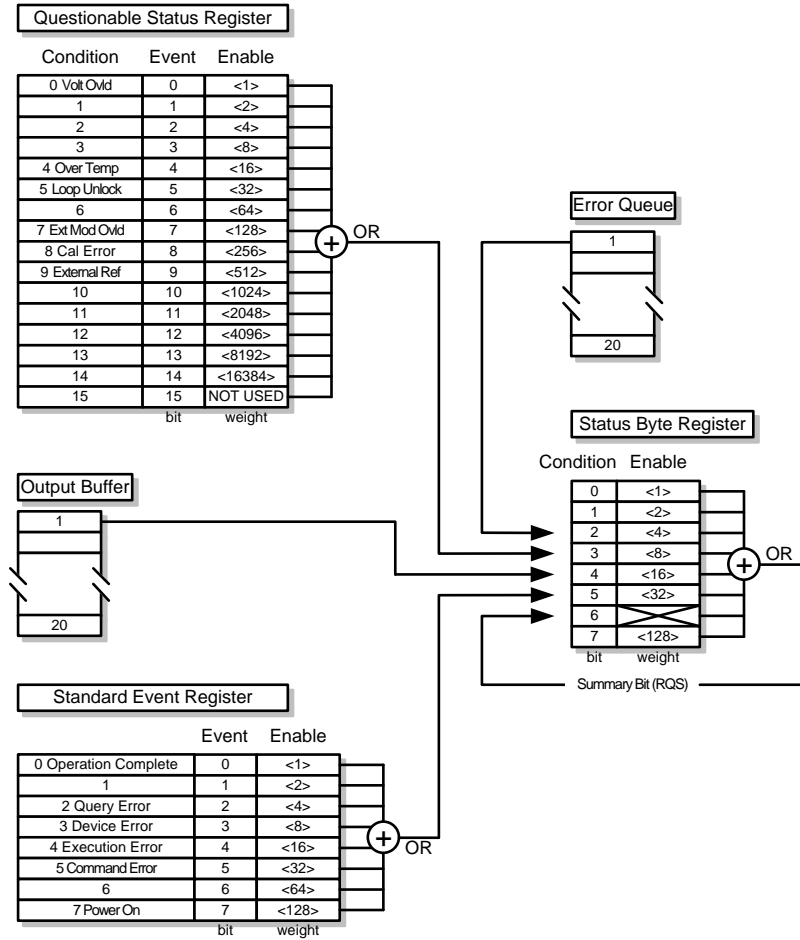 Questionable Status Register
Condition Event Enable
0 Volt Ovld 0 <1>
1 1 <2>
2 2 <4>
3 3 <8>
4 Over Temp 4 <16>
5 Loop Unlock 5 <32>
6 6 <64>
7 Ext Mod Ovld 7 <128>
8 Cal Error 8 <256>
9 External Ref 9 <512>
10 10 <1024>
11 11 <2048>
12 12 <4096>
13 13 <8192>
14 14 <16384>
15 15 NOT USED
bit weight
+ OR
Error Queue
1
20
Output Buffer
1
20
Status Byte Register
Condition Enable
0 <1>
1 <2>
2 <4>
3 <8>
4 <16>
5 <32>
6
7 <128>
bit weight
+ OR
Summary Bit (RQS)
Standard Event Register
Event Enable
0 Operation Complete 0 <1>
1 1 <2>
2 Query Error 2 <4>
3 Device Error 3 <8>
4 Execution Error 4 <16>
5 Command Error 5 <32>
6 6 <64>
7 Power On 7 <128>
bit weight
+ OR